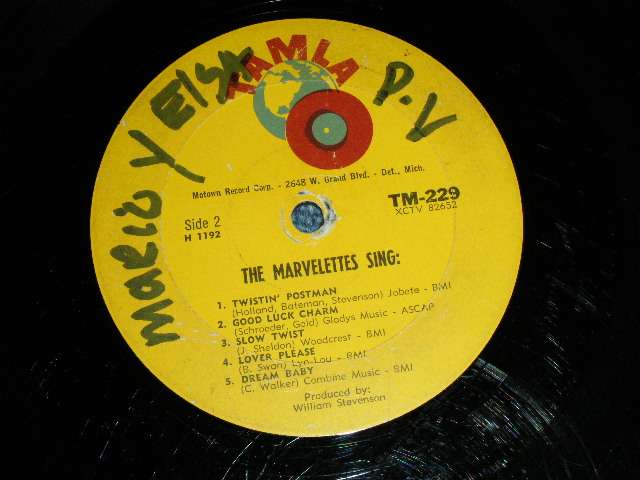 MARIO Y ElSA
P.V
TAMLA
Motown Record Corp. - 2648 W. Grand Blvd. - Det., Mich.
Side 2
H 1192
TM-229
XCTV 82652
THE MARVELETTES SING:
1. TWISTIN' POSTMAN
(Holland, Bateman, Stevenson) Jobete - BMI
2. GOOD LUCK CHARM
(Schroeder, Gold) Gladys Music - ASCAP
3. SLOW TWIST
(J. Sheldon) Woodcrest - BMI
4. LOVER PLEASE
(B. Swan) Lyn-Lou - BMI
5. DREAM BABY
(C. Walker) Combine Music - BMI
Produced by:
William Stevenson